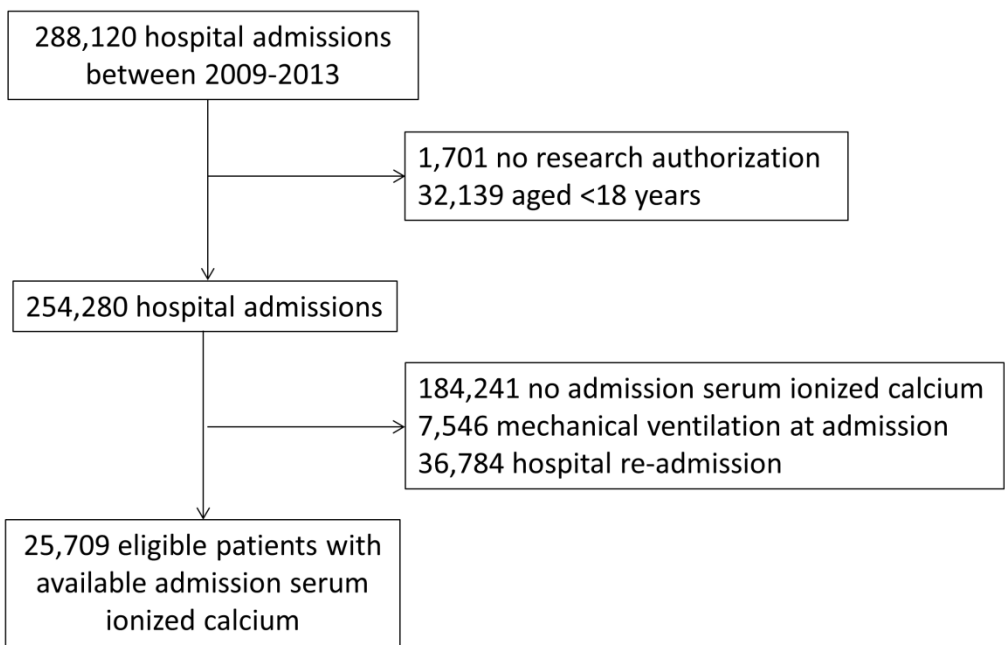 288,120 hospital admissions
between 2009-2013
1,701 no research authorization
32,139 aged <18 years
254,280 hospital admissions
184,241 no admission serum ionized calcium
7,546 mechanical ventilation at admission
36,784 hospital re-admission
25,709 eligible patients with
available admission serum
ionized calcium